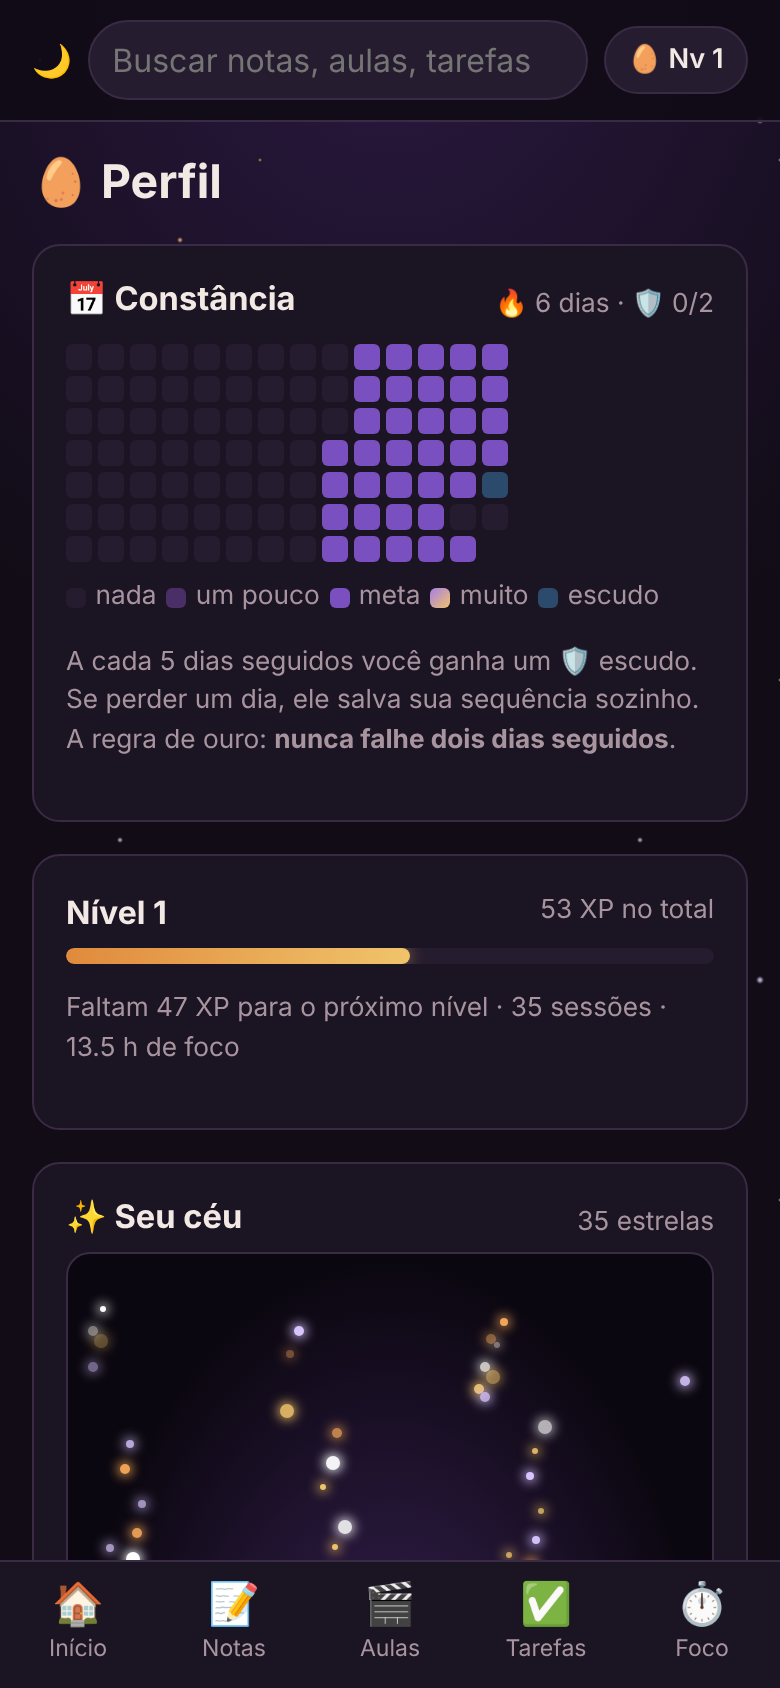 Buscar notas, aulas, tarefas
Nv 1
Perfil
July
17
Constância
6 dias · 0/2
nada um pouco meta muito escudo
A cada 5 dias seguidos você ganha um escudo.
Se perder um dia, ele salva sua sequência sozinho.
A regra de ouro: nunca falhe dois dias seguidos.
Nível 1
53 XP no total
Faltam 47 XP para o próximo nível · 35 sessões ·
13.5 h de foco
Seu céu
35 estrelas
Início Notas Aulas Tarefas Foco